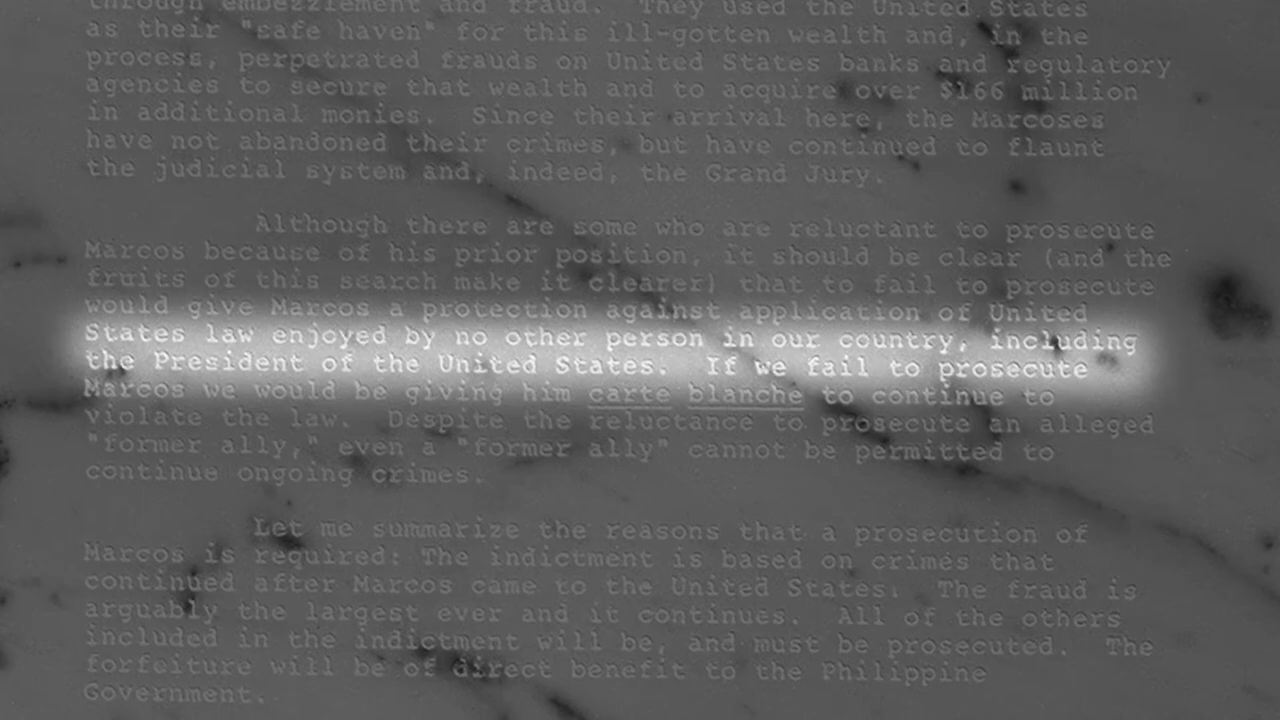 through embezzlement and fraud. They used the United States
as their "safe haven" for this ill-gotten wealth and, in the
process, perpetrated frauds on United States banks and regulatory
agencies to secure that wealth and to acquire over $166 million
in additional monies. Since their arrival here, the Marcoses
have not abandoned their crimes, but have continued to flaunt
the judicial system and, indeed, the Grand Jury.
Although there are some who are reluctant to prosecute
Marcos because of his prior position, it should be clear (and the
fruits of this search make it clearer) that to fail to prosecute
would give Marcos a protection against application of United
States law enjoyed by no other person in our country, including
the President of the United States. If we fail to prosecute
Marcos we would be giving him carte blanche to continue to
violate the law. Despite the reluctance to prosecute an alleged
"former ally," even a "former ally" cannot be permitted to
continue ongoing crimes.
Let me summarize the reasons that a prosecution of
Marcos is required: The indictment is based on crimes that
continued after Marcos came to the United States. The fraud is
arguably the largest ever and it continues. All of the others
included in the indictment will be, and must be prosecuted. The
forfeiture will be of direct benefit to the Philippine
Government.